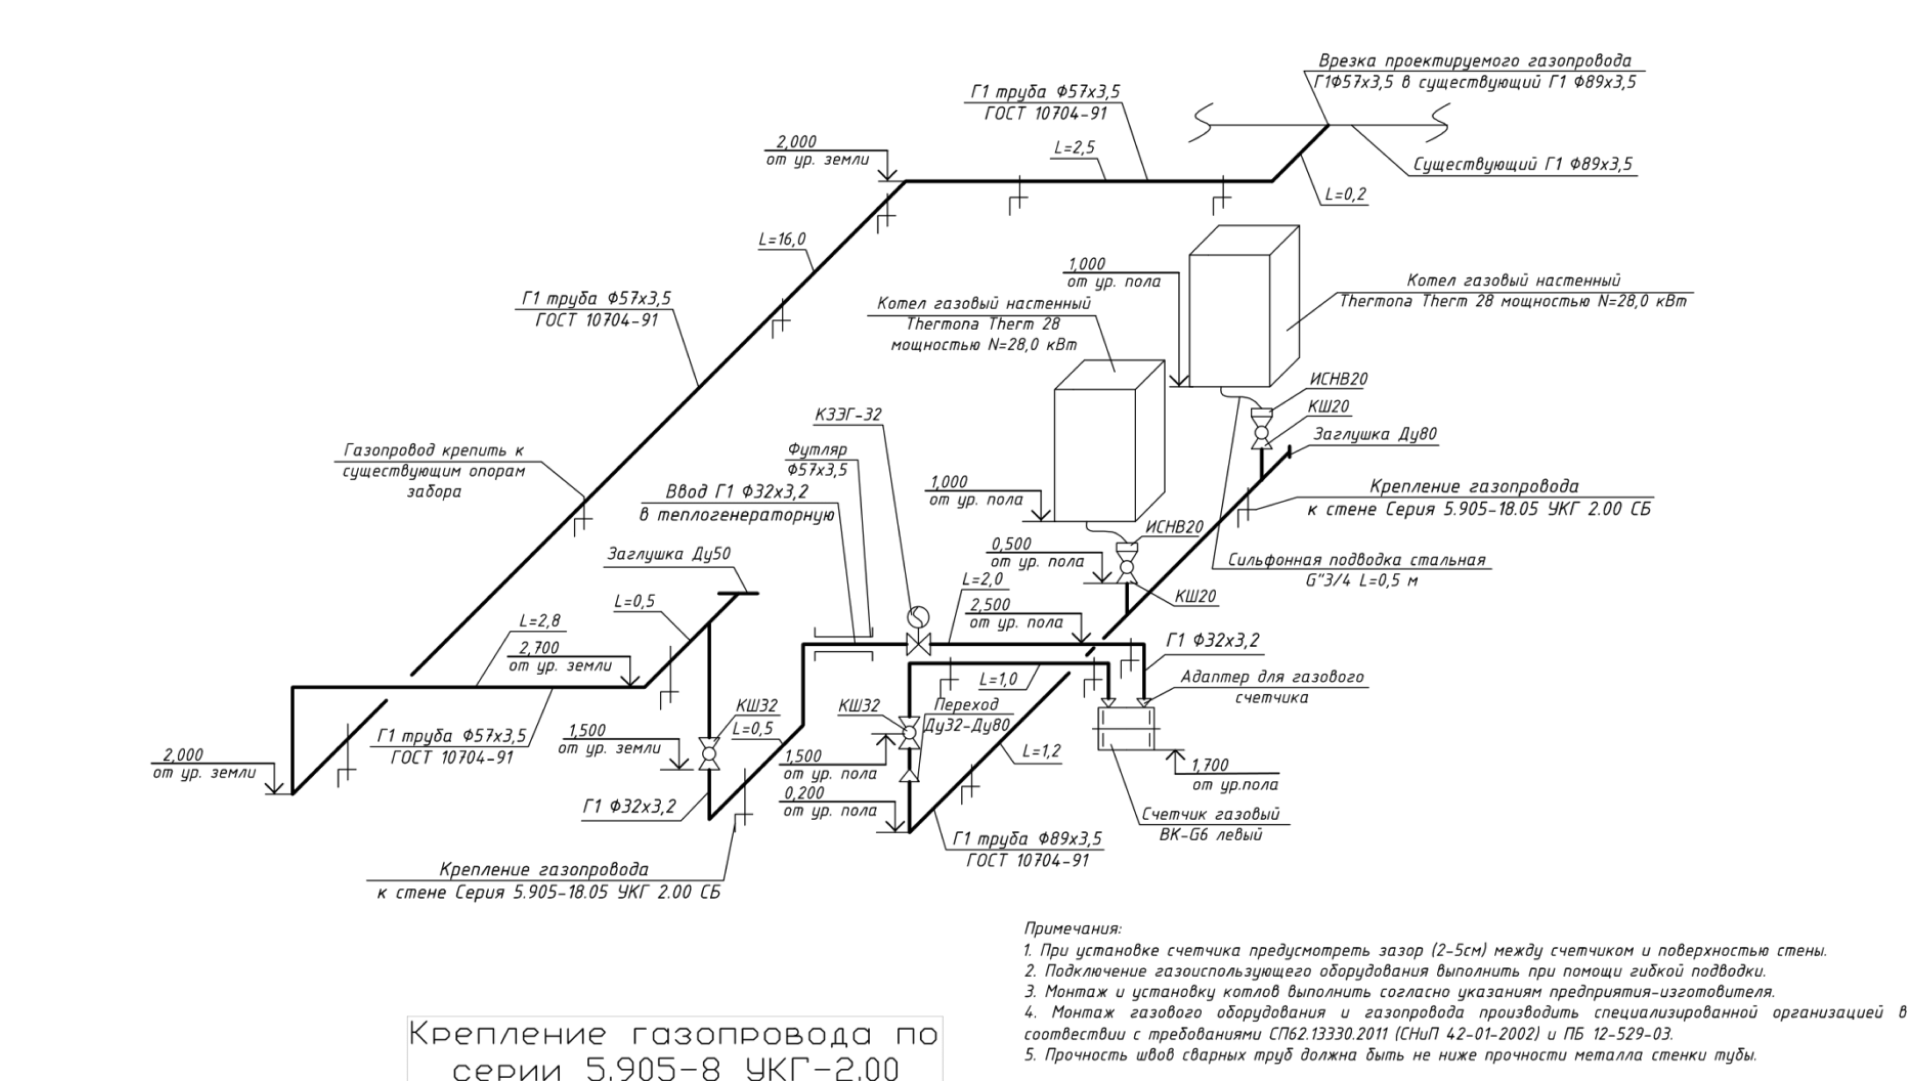 Врезка проектируемого газопровода
Г1Ф57х3,5 в существующий Г1 Ф89х3,5
Г1 труба Ф57х3,5
ГОСТ 10704-91
2,000
от ур. земли
L=2,5
Существующий Г1 Ф89х3,5
L=0,2
L=16,0
1,000
от ур. пола
Котел газовый настенный
Thermona Therm 28 мощностью N=28,0 кВт
Г1 труба Ф57х3,5
ГОСТ 10704-91
Котел газовый настенный
Thermona Therm 28
мощностью N=28,0 кВт
ИСНВ20
КШ20
КЗЭГ-32
Заглушка Ду80
Газопровод крепить к
существующим опорам
забора
Футляр
Ф57х3,5
1,000
от ур. пола
Ввод Г1 Ф32х3,2
в теплогенераторную
Крепление газопровода
к стене Серия 5.905-18.05 УКГ 2.00 СБ
ИСНВ20
Заглушка Ду50
0,500
от ур. пола
Сильфонная подводка стальная
G"3/4 L=0,5 м
L=2,0
КШ20
L=0,5
2,500
от ур. пола
L=2,8
2,700
от ур. земли
Г1 Ф32х3,2
L=1,0
Адаптер для газового
счетчика
КШ32
КШ32
Переход
Ду32-Ду80
L=0,5
1,500
от ур. земли
Г1 труба Ф57х3,5
ГОСТ 10704-91
2,000
от ур. земли
1,500
от ур. пола
L=1,2
1,700
от ур.пола
0,200
от ур. пола
Г1 Ф32х3,2
Счетчик газовый
ВК-G6 левый
Г1 труба Ф89х3,5
ГОСТ 10704-91
Крепление газопровода
к стене Серия 5.905-18.05 УКГ 2.00 СБ
Примечания:
1. При установке счетчика предусмотреть зазор (2-5см) между счетчиком и поверхностью стены.
2. Подключение газоиспользующего оборудования выполнить при помощи гибкой подводки.
3. Монтаж и установку котлов выполнить согласно указаниям предприятия-изготовителя.
4. Монтаж газового оборудования и газопровода производить специализированной организацией в
соотвествии с требованиями СП62.13330.2011 (СНиП 42-01-2002) и ПБ 12-529-03.
5. Прочность швов сварных труб должна быть не ниже прочности металла стенки тубы.
Крепление газопровода по
серии 5.905-8 УКГ-2.00